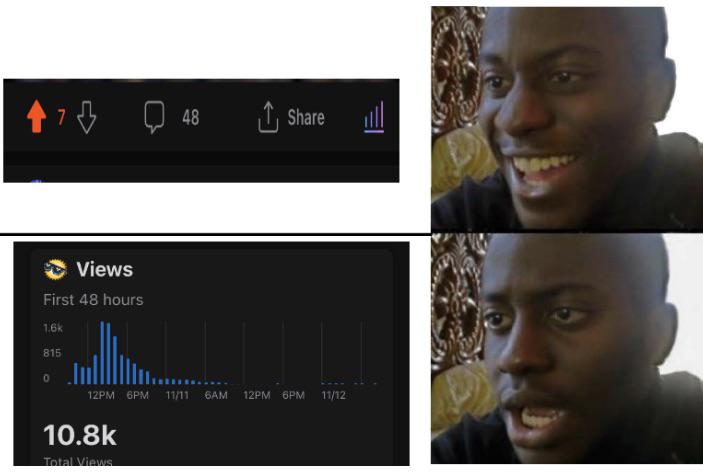 7
48
Share
Views
First 48 hours
1.6k
815
0
12PM 6PM 11/11 6AM 12PM 6PM 11/12
10.8k
Total Views